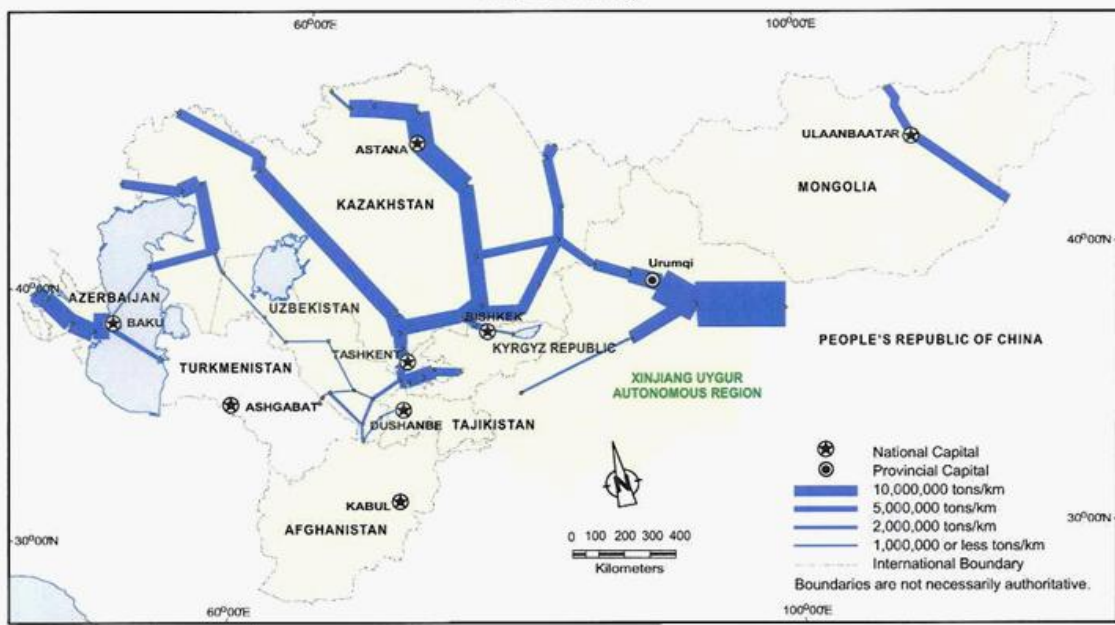 60°00'E
100°00'E
ULAANBAATAR
ASTANA
MONGOLIA
KAZAKHSTAN
40°00'N
Urumqi
40°00'N
AZERBAIJAN
UZBEKISTAN
BISHKEK
BAKU
KYRGYZ REPUBLIC
PEOPLE'S REPUBLIC OF CHINA
TASHKENT
TURKMENISTAN
XINJIANG UYGUR
AUTONOMOUS REGION
ASHGABAT
DUSHANBE
TAJIKISTAN
N
National Capital
Provincial Capital
KABUL
10,000,000 tons/km
30°00'N
AFGHANISTAN
5,000,000 tons/km
30°00'N
0 100 200 300 400
2,000,000 tons/km
1,000,000 or less tons/km
Kilometers
International Boundary
Boundaries are not necessarily authoritative.
60°00'E
100°00'E